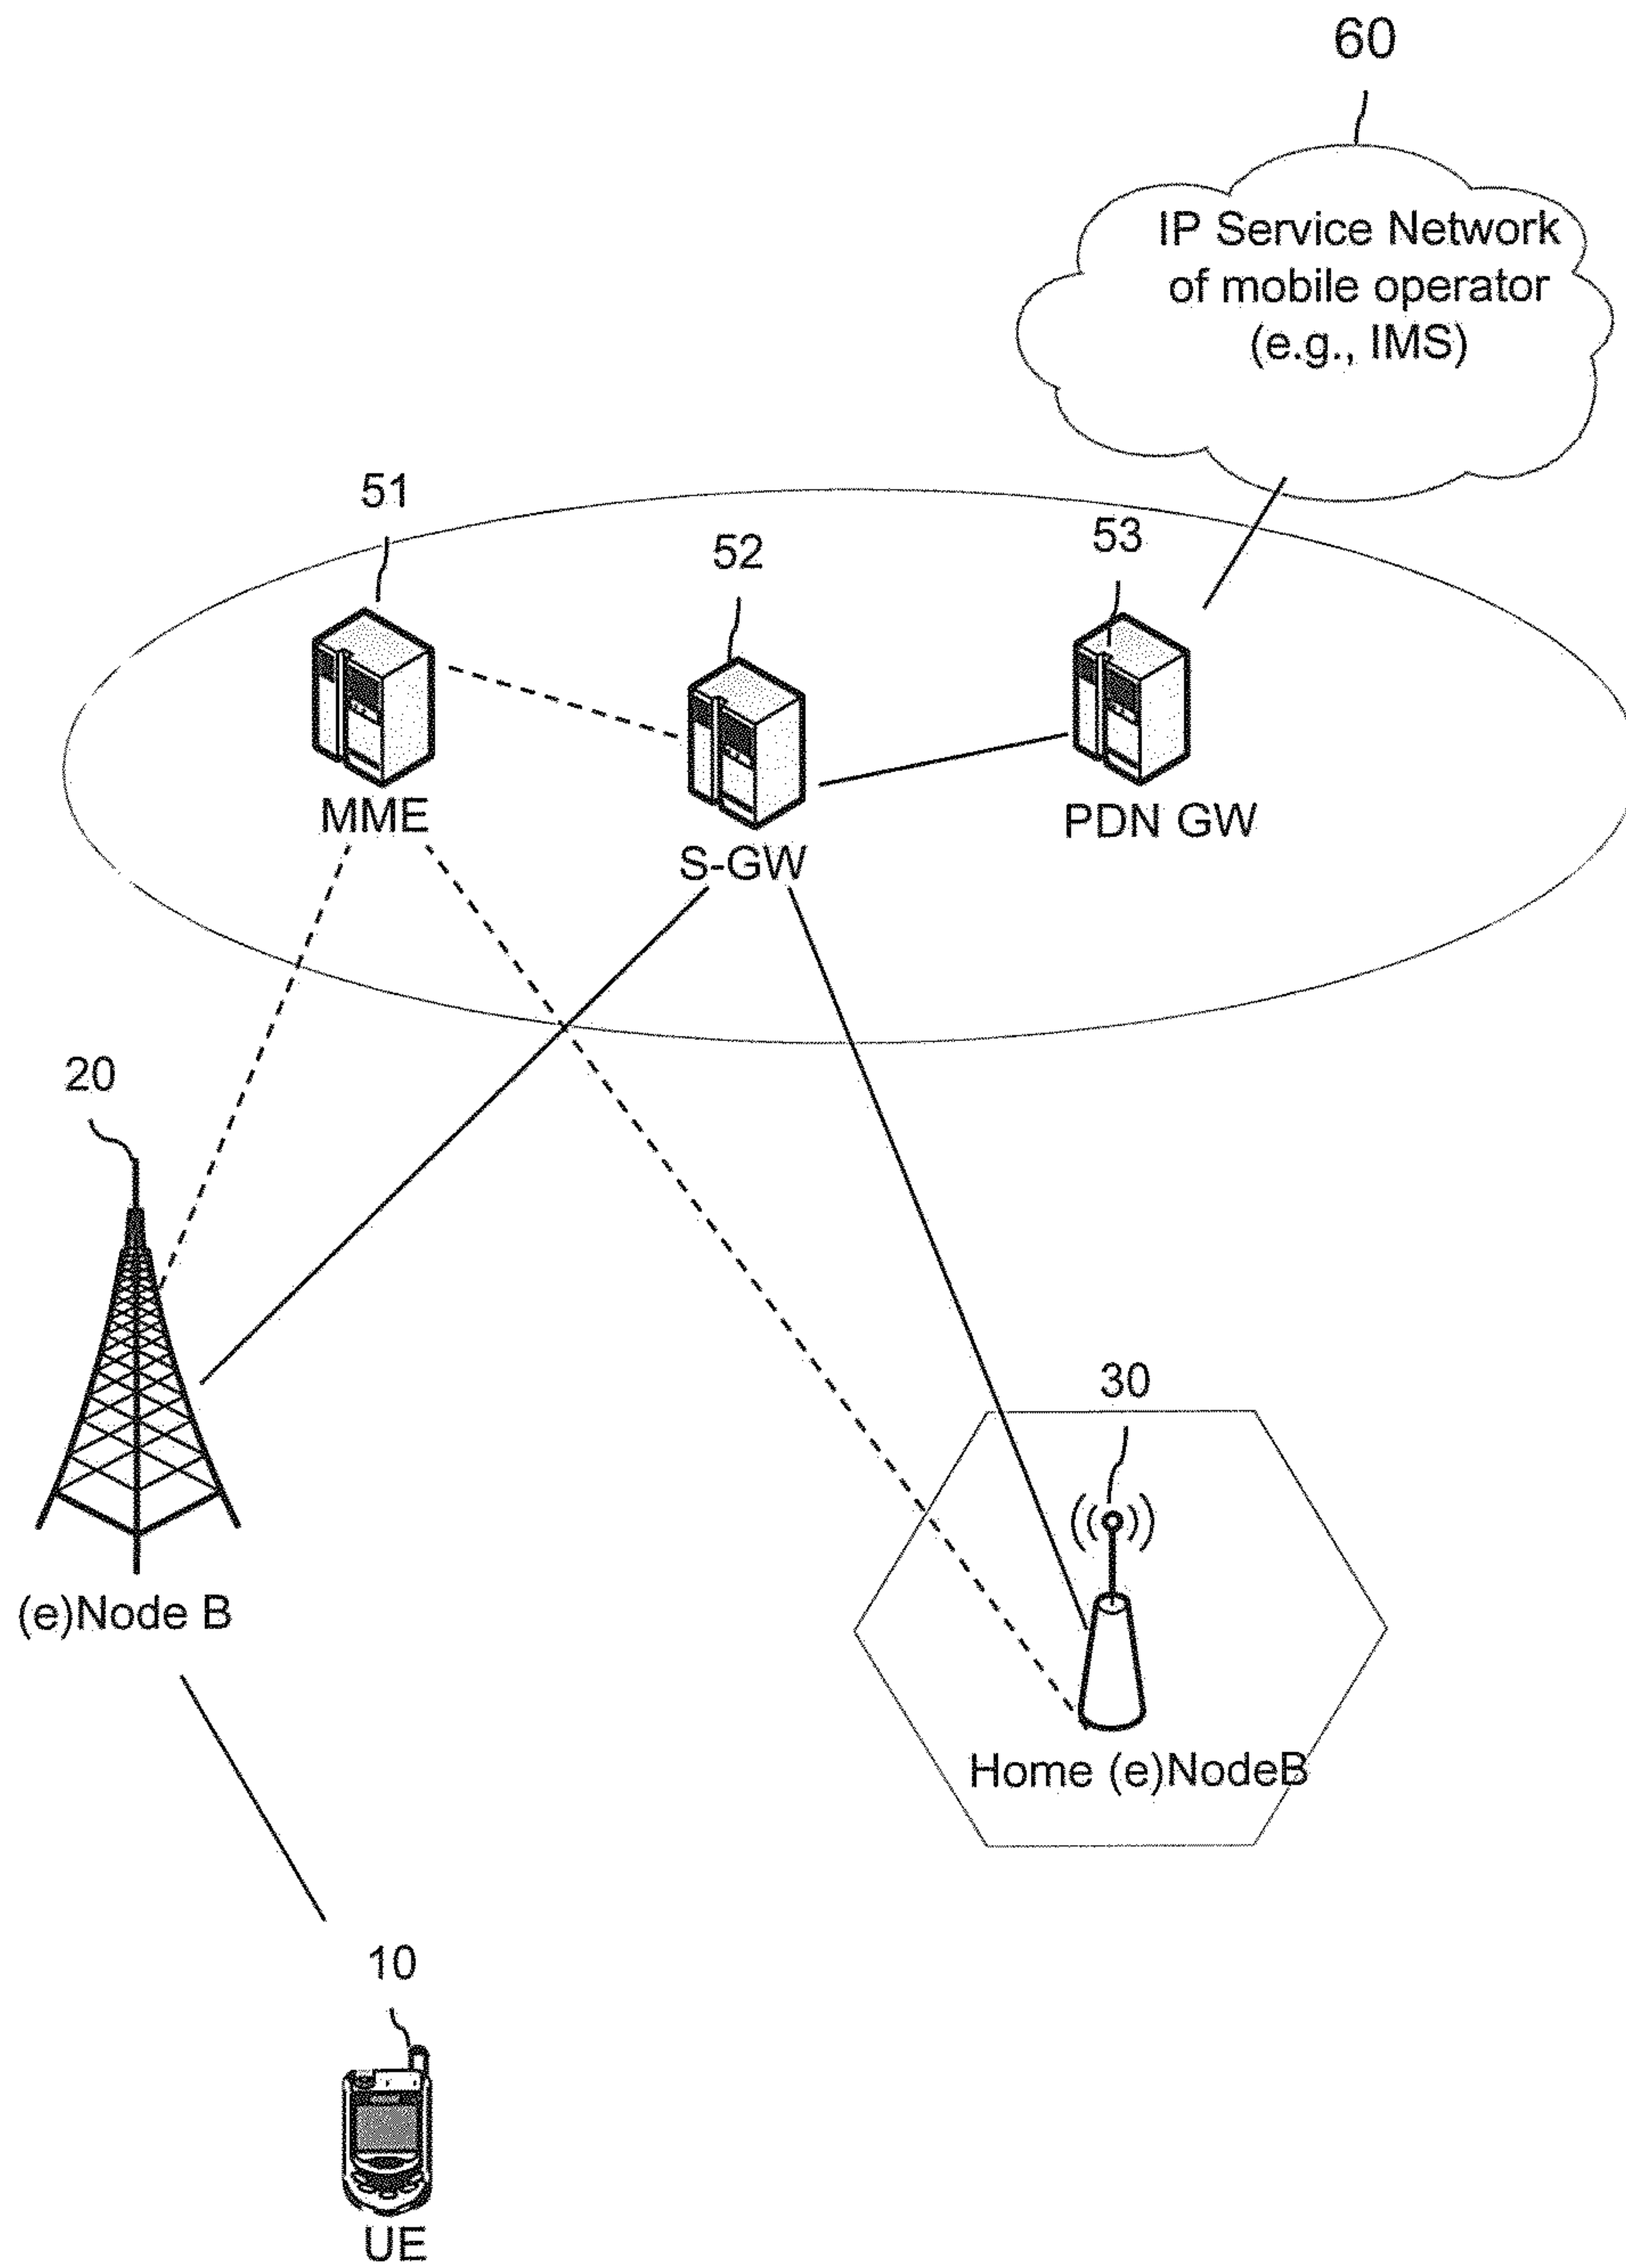 60
IP Service Network
of mobile operator
(e.g., IMS)
51
52
53
MME
S-GW
PDN GW
20
30
(e)Node B
Home (e)NodeB
10
UE